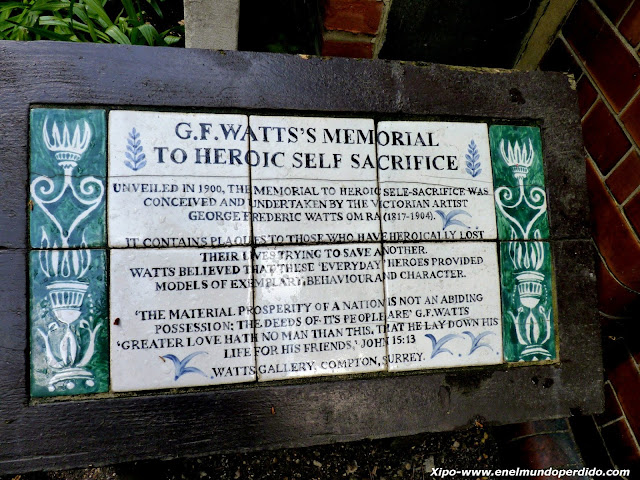 G.F. WATTS'S MEMORIAL
TO HEROIC SELF SACRIFICE
UNVEILED IN 1900, THE MEMORIAL TO HEROIC SELF-SACRIFICE WAS
CONCEIVED AND UNDERTAKEN BY THE VICTORIAN ARTIST
GEORGE FREDERIC WATTS OM RA (1817-1904).
IT CONTAINS PLAQUES TO THOSE WHO HAVE HEROICALLY LOST
THEIR LIVES TRYING TO SAVE ANOTHER.
WATTS BELIEVED THAT THESE 'EVERYDAY' HEROES PROVIDED
MODELS OF EXEMPLARY BEHAVIOUR AND CHARACTER.
'THE MATERIAL PROSPERITY OF A NATION IS NOT AN ABIDING
POSSESSION; THE DEEDS OF IT'S PEOPLE ARE.' G.F. WATTS
'GREATER LOVE HATH NO MAN THAN THIS, THAT HE LAY DOWN HIS
LIFE FOR HIS FRIENDS,' JOHN 15:13
WATTS GALLERY, COMPTON, SURREY.
Xipo-www.enelmundoperdido.com